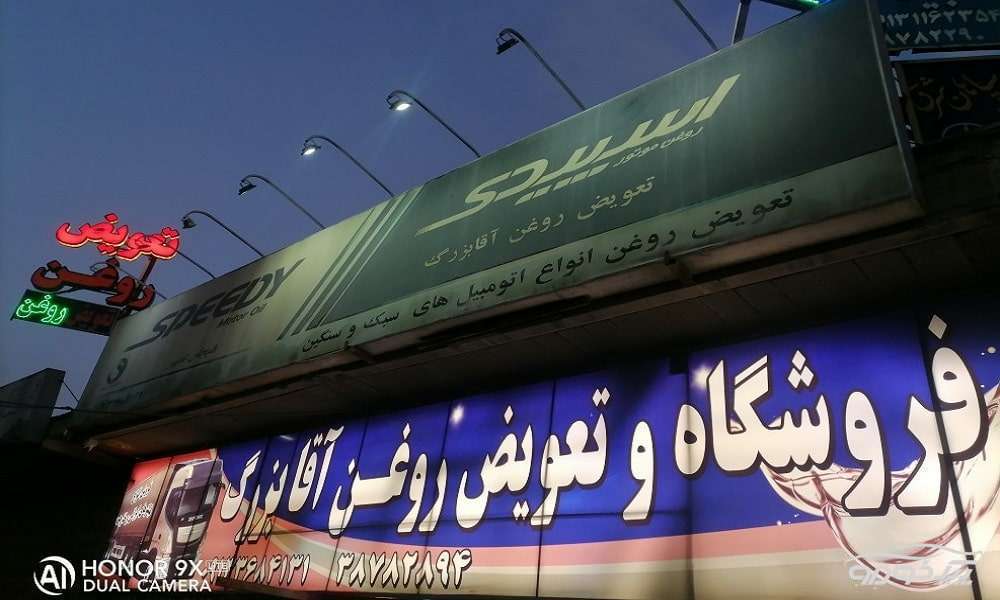 اسپیدی
روغن موتور
تعویض روغن آقابزرگ
تعویض روغن انواع اتومبیل های سبک و سنگین
SPEEDY
Motor Oil
تعویض
روغن
روغن
فروشگاه و تعویض روغن آقابزرگ
۳۸۷۸۲۸۹۴
HONOR 9X LITE
DUAL CAMERA